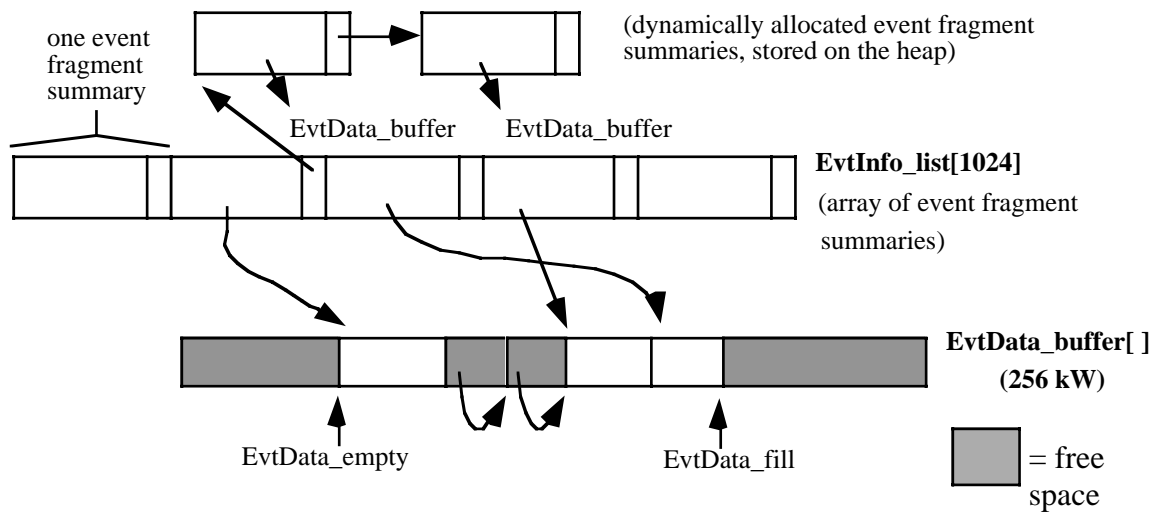 (dynamically allocated event fragment
summaries, stored on the heap)
one event
fragment
summary
EvtData_buffer
EvtData_buffer
EvtInfo_list[1024]
(array of event fragment
summaries)
EvtData_buffer[ ]
(256 kW)
EvtData_empty
EvtData_fill
= free
space